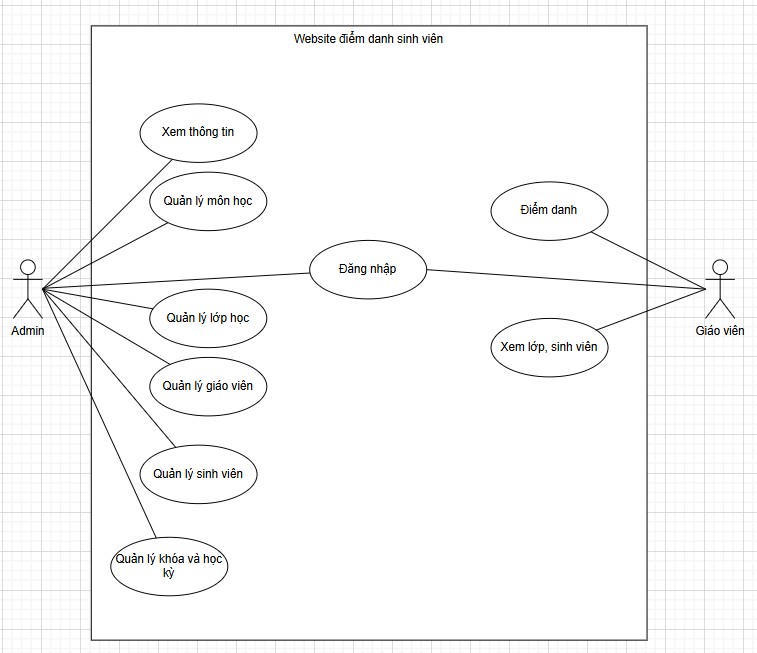 Website điểm danh sinh viên
Xem thông tin
Quản lý môn học
Điểm danh
Đăng nhập
Quản lý lớp học
Admin
Giáo viên
Xem lớp, sinh viên
Quản lý giáo viên
Quản lý sinh viên
Quản lý khóa và học
kỳ